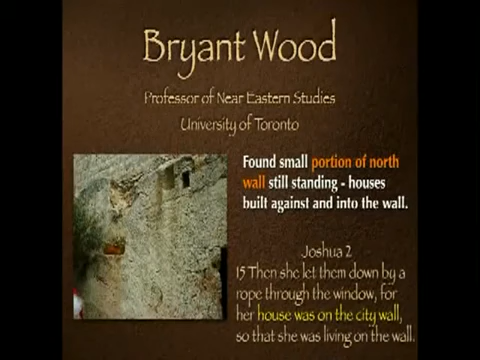 Bryant Wood
Professor of Near Eastern Studies
University of Toronto
Found small portion of north
wall still standing - houses
built against and into the wall.
Joshua 2
15 Then she let them down by a
rope through the window, for
her house was on the city wall,
so that she was living on the wall.